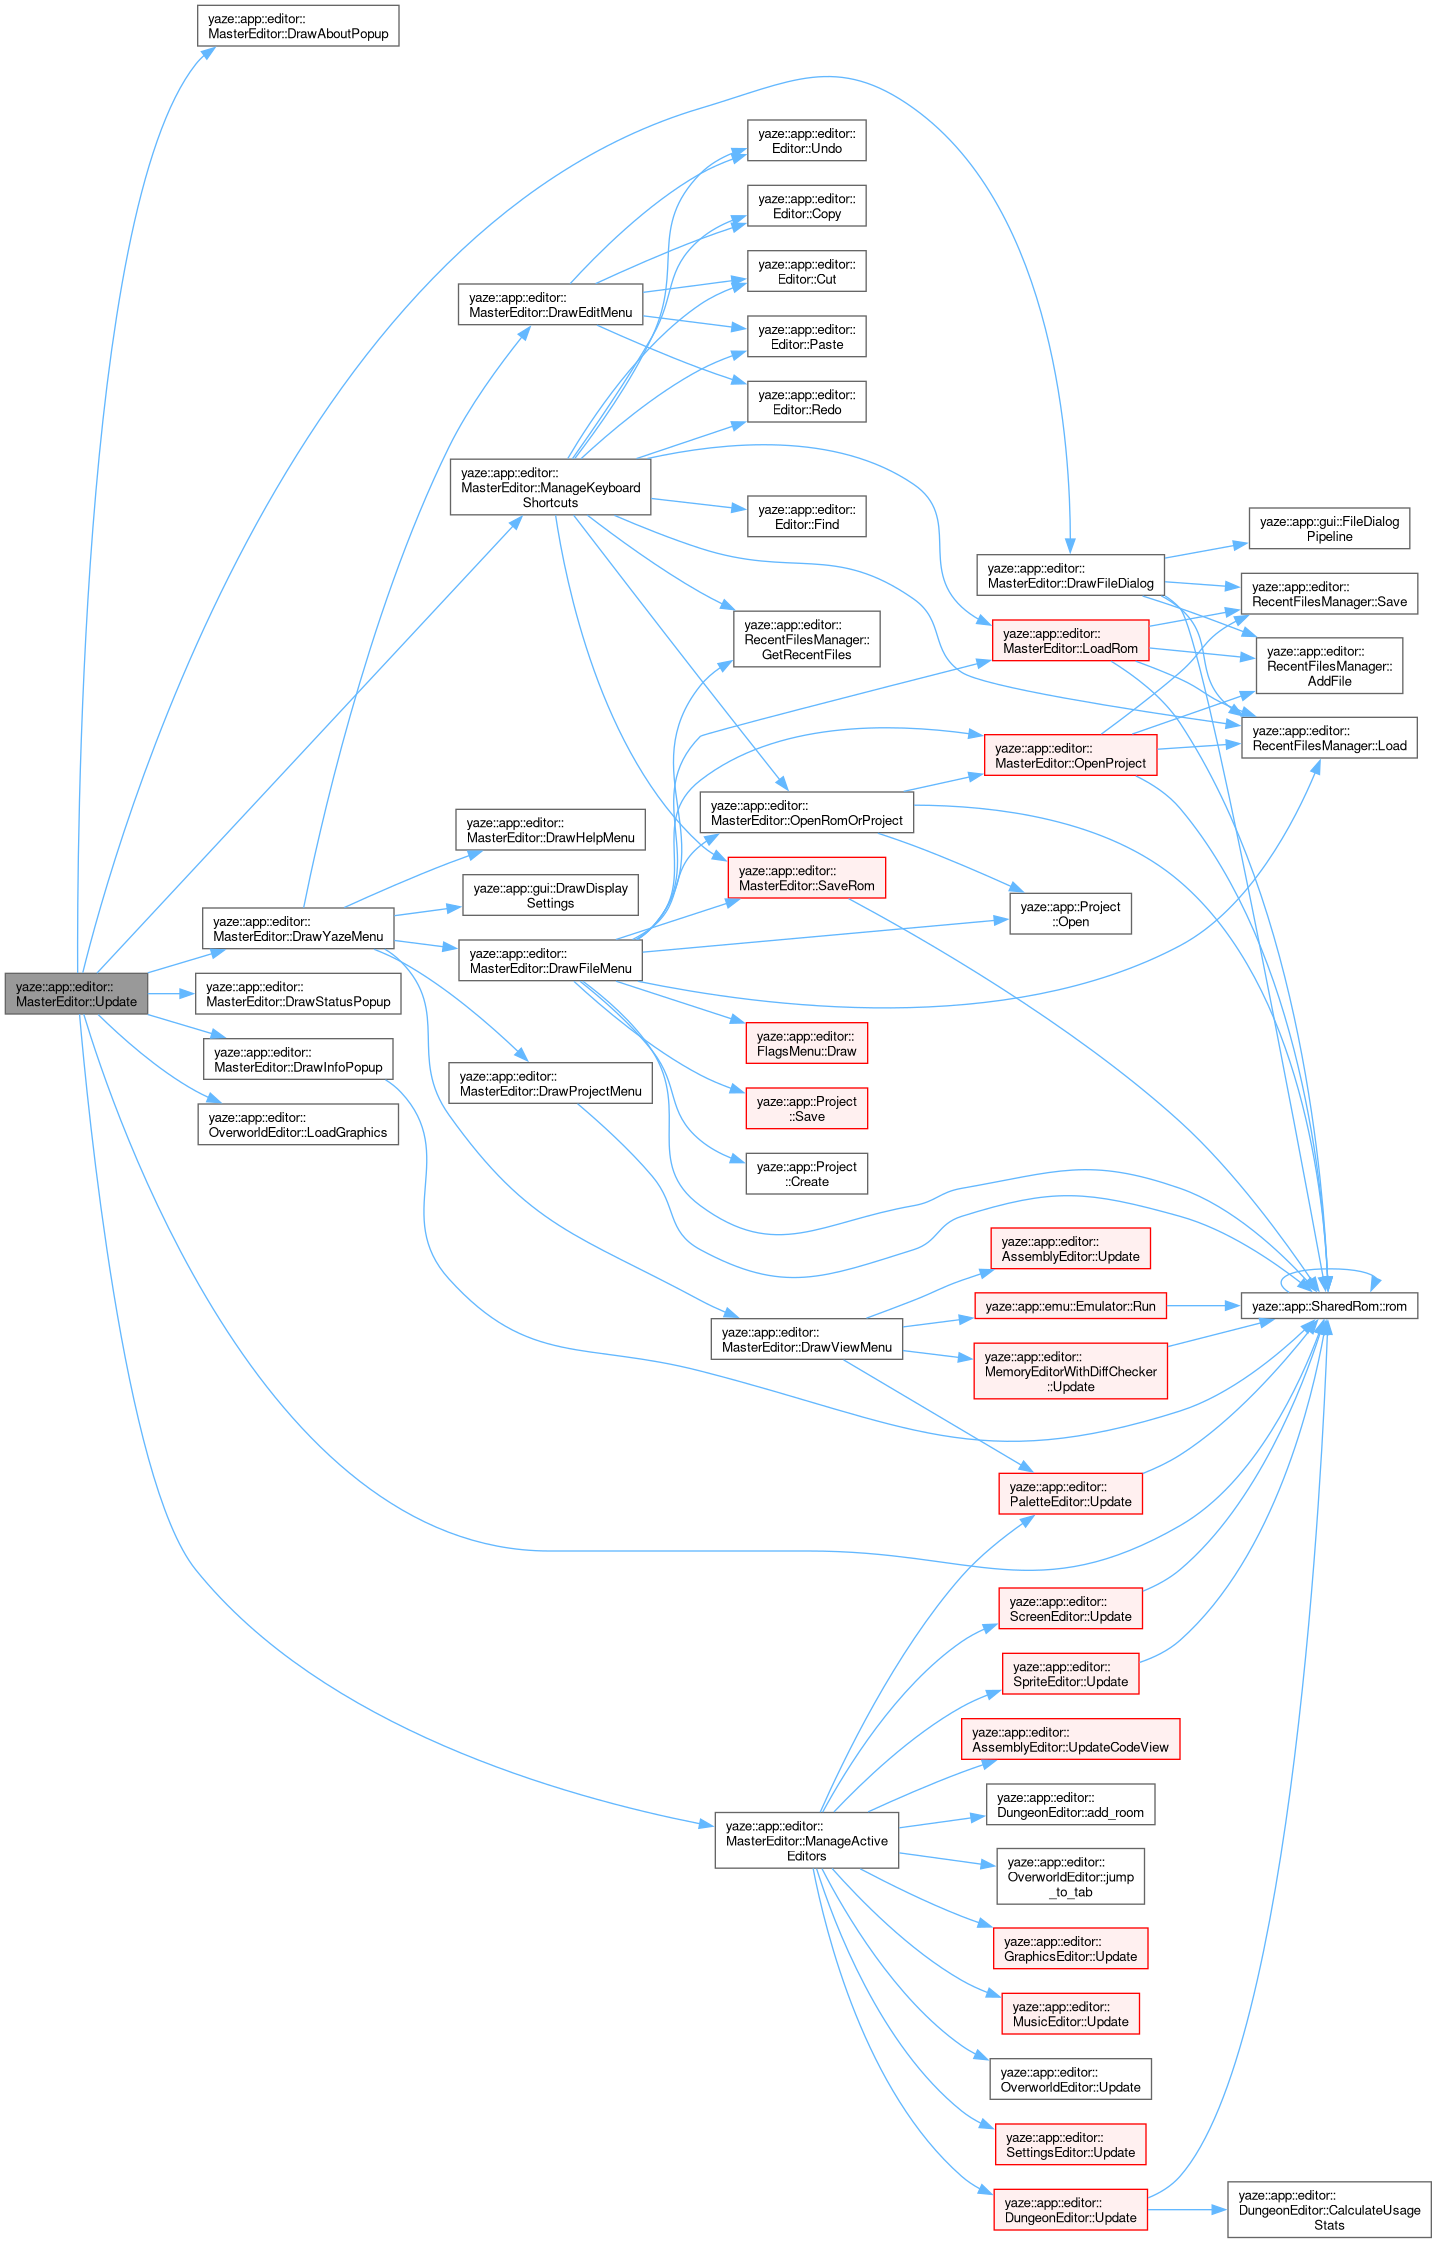 yaze::app::editor::
MasterEditor::DrawAboutPopup
yaze::app::editor::
Editor::Undo
yaze::app::editor::
Editor::Copy
yaze::app::editor::
Editor::Cut
yaze::app::editor::
MasterEditor::DrawEditMenu
yaze::app::editor::
Editor::Paste
yaze::app::editor::
Editor::Redo
yaze::app::editor::
MasterEditor::ManageKeyboard
Shortcuts
yaze::app::editor::
Editor::Find
yaze::app::gui::FileDialog
Pipeline
yaze::app::editor::
MasterEditor::DrawFileDialog
yaze::app::editor::
RecentFilesManager::Save
yaze::app::editor::
RecentFilesManager::
GetRecentFiles
yaze::app::editor::
MasterEditor::LoadRom
yaze::app::editor::
RecentFilesManager::
AddFile
yaze::app::editor::
RecentFilesManager::Load
yaze::app::editor::
MasterEditor::OpenProject
yaze::app::editor::
MasterEditor::OpenRomOrProject
yaze::app::editor::
MasterEditor::DrawHelpMenu
yaze::app::editor::
MasterEditor::SaveRom
yaze::app::gui::DrawDisplay
Settings
yaze::app::Project
::Open
yaze::app::editor::
MasterEditor::DrawYazeMenu
yaze::app::editor::
MasterEditor::DrawFileMenu
yaze::app::editor::
MasterEditor::Update
yaze::app::editor::
MasterEditor::DrawStatusPopup
yaze::app::editor::
FlagsMenu::Draw
yaze::app::editor::
MasterEditor::DrawInfoPopup
yaze::app::editor::
MasterEditor::DrawProjectMenu
yaze::app::Project
::Save
yaze::app::editor::
OverworldEditor::LoadGraphics
yaze::app::Project
::Create
yaze::app::editor::
AssemblyEditor::Update
yaze::app::emu::Emulator::Run
yaze::app::SharedRom::rom
yaze::app::editor::
MasterEditor::DrawViewMenu
yaze::app::editor::
MemoryEditorWithDiffChecker
::Update
yaze::app::editor::
PaletteEditor::Update
yaze::app::editor::
ScreenEditor::Update
yaze::app::editor::
SpriteEditor::Update
yaze::app::editor::
AssemblyEditor::UpdateCodeView
yaze::app::editor::
DungeonEditor::add_room
yaze::app::editor::
MasterEditor::ManageActive
Editors
yaze::app::editor::
OverworldEditor::jump
_to_tab
yaze::app::editor::
GraphicsEditor::Update
yaze::app::editor::
MusicEditor::Update
yaze::app::editor::
OverworldEditor::Update
yaze::app::editor::
SettingsEditor::Update
yaze::app::editor::
DungeonEditor::Update
yaze::app::editor::
DungeonEditor::CalculateUsage
Stats